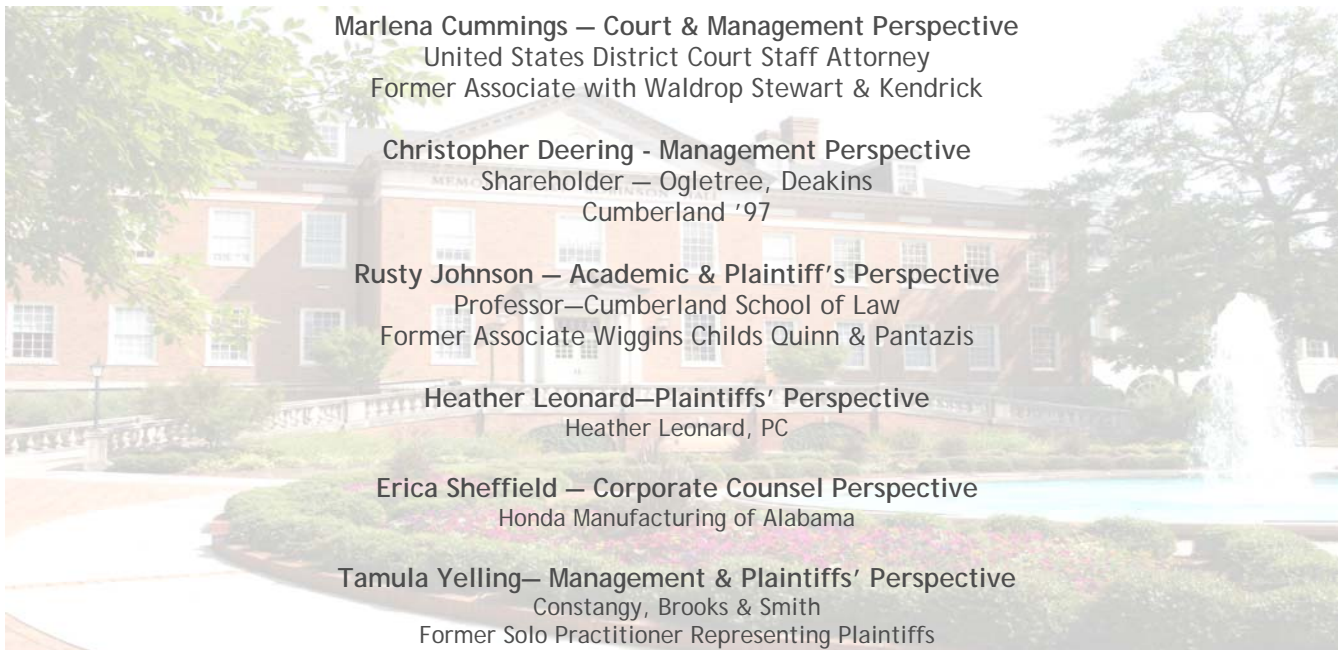 Marlena Cummings — Court & Management Perspective
United States District Court Staff Attorney
Former Associate with Waldrop Stewart & Kendrick
Christopher Deering - Management Perspective
Shareholder — Ogletree, Deakins
Cumberland '97
Rusty Johnson — Academic & Plaintiff's Perspective
Professor—Cumberland School of Law
Former Associate Wiggins Childs Quinn & Pantazis
Heather Leonard—Plaintiffs' Perspective
Heather Leonard, PC
Erica Sheffield — Corporate Counsel Perspective
Honda Manufacturing of Alabama
Tamula Yelling— Management & Plaintiffs' Perspective
Constangy, Brooks & Smith
Former Solo Practitioner Representing Plaintiffs